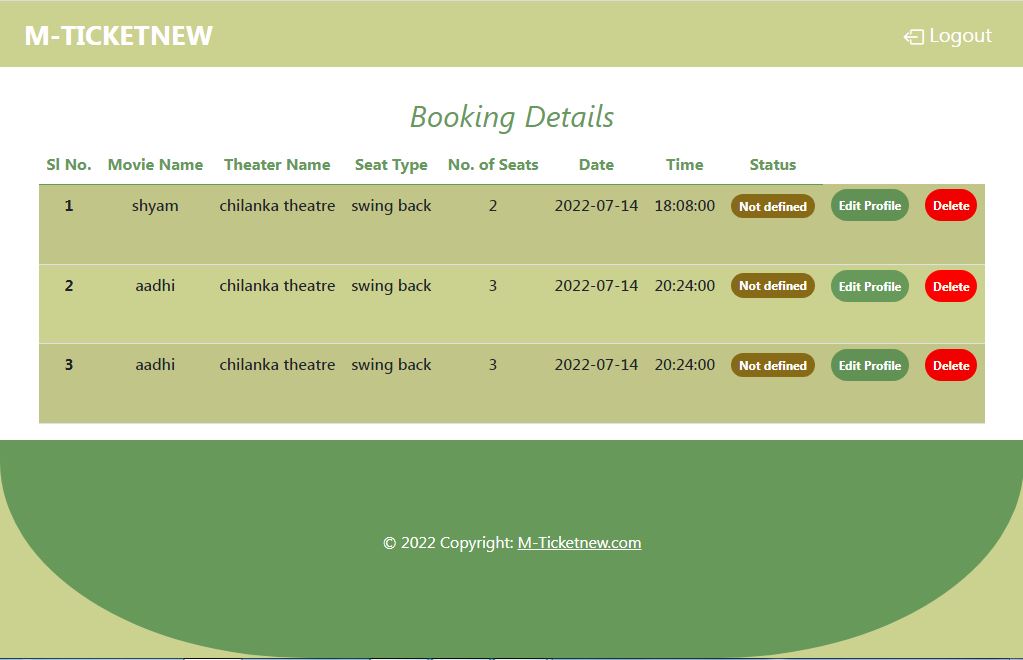 M-TICKETNEW Logout
Booking Details
Sl No. Movie Name Theater Name Seat Type No. of Seats Date Time Status
1 shyam chilanka theatre swing back 2 2022-07-14 18:08:00 Not defined Edit Profile Delete
2 aadhi chilanka theatre swing back 3 2022-07-14 20:24:00 Not defined Edit Profile Delete
3 aadhi chilanka theatre swing back 3 2022-07-14 20:24:00 Not defined Edit Profile Delete
© 2022 Copyright: M-Ticketnew.com